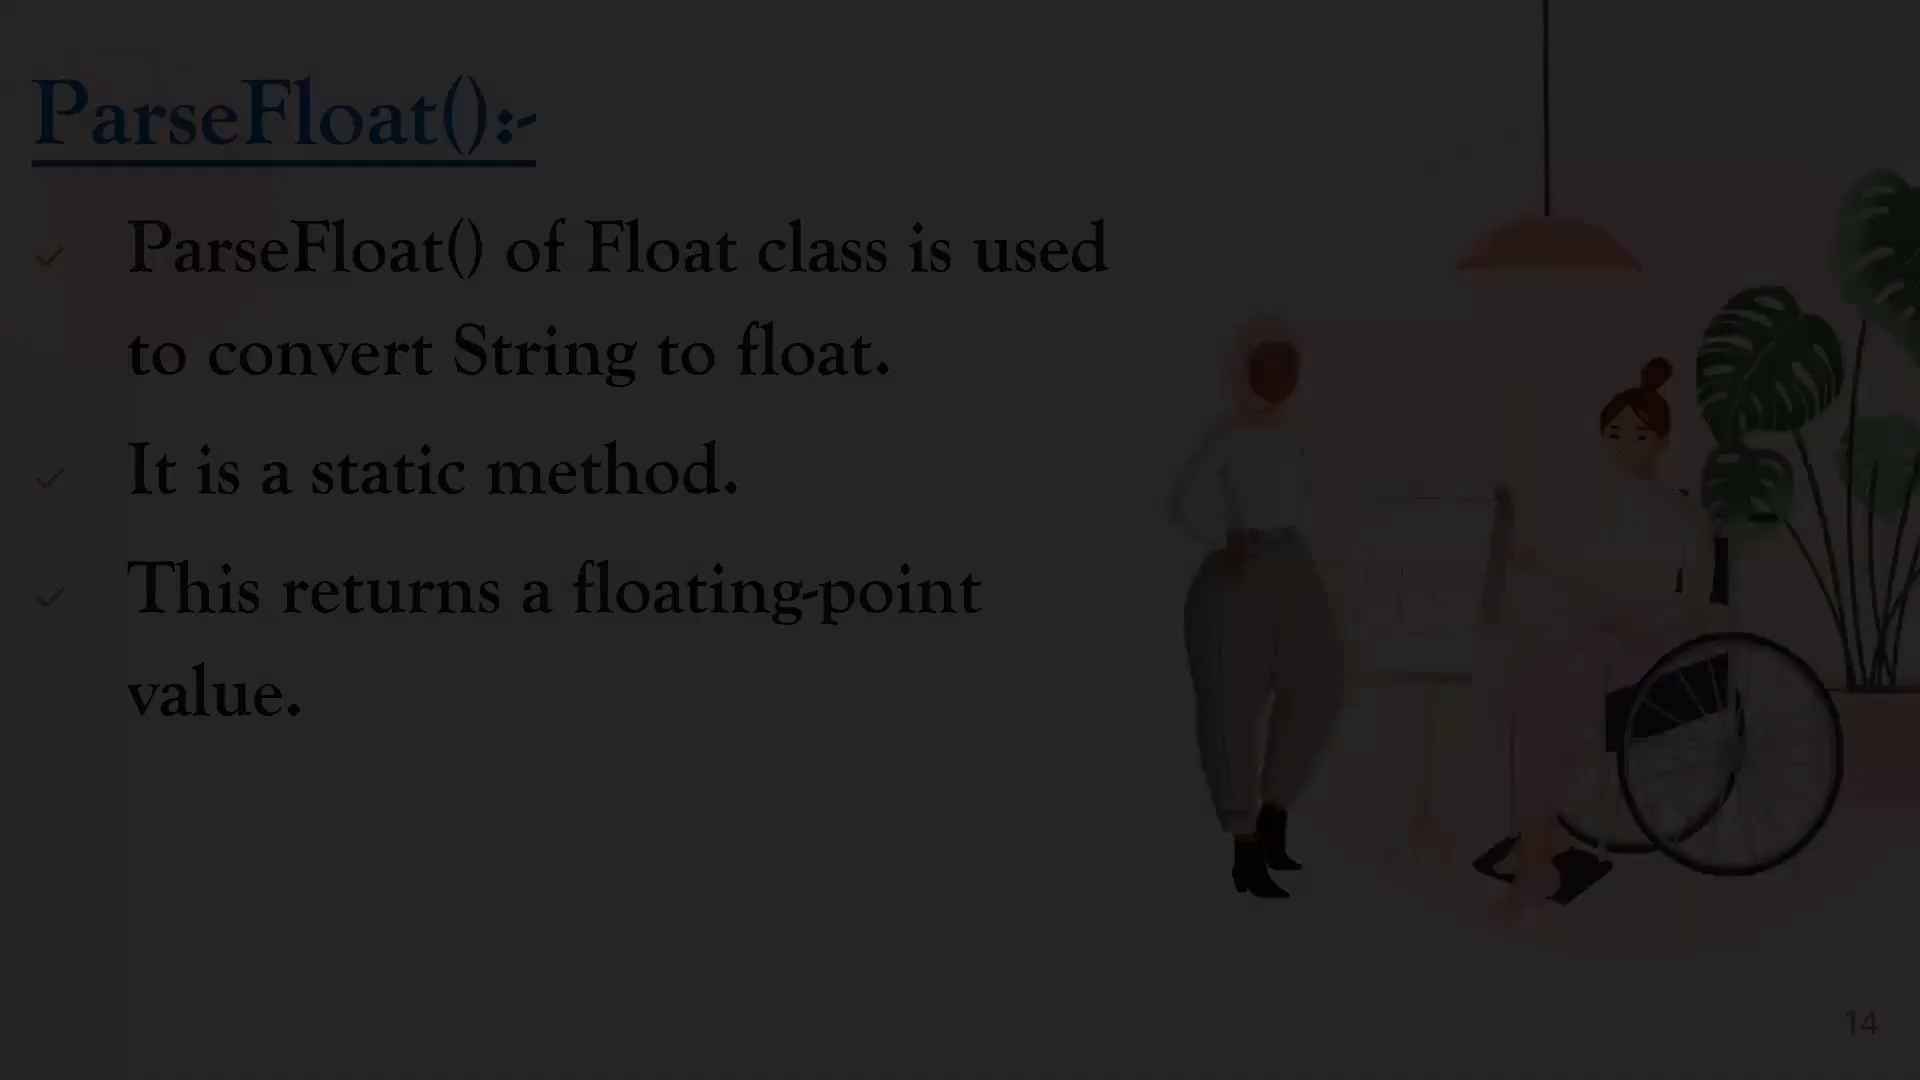 ParseFloat():-
ParseFloat() of Float class is used
to convert String to float.
It is a static method.
This returns a floating-point
value.
14